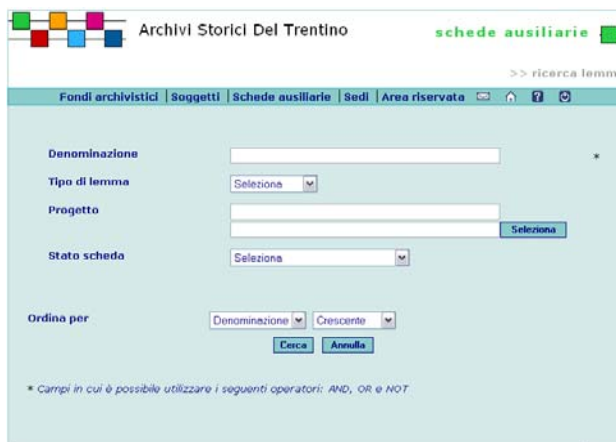 Archivi Storici Del Trentino
schede ausiliarie
>> ricerca lemm
Fondi archivistici | Soggetti | Schede ausiliarie | Sedi | Area riservata ?
Denominazione *
Tipo di lemma Seleziona
Progetto
Seleziona
Stato scheda Seleziona
Ordina per Denominazione Crescente
Cerca Annulla
* Campi in cui è possibile utilizzare i seguenti operatori: AND, OR e NOT